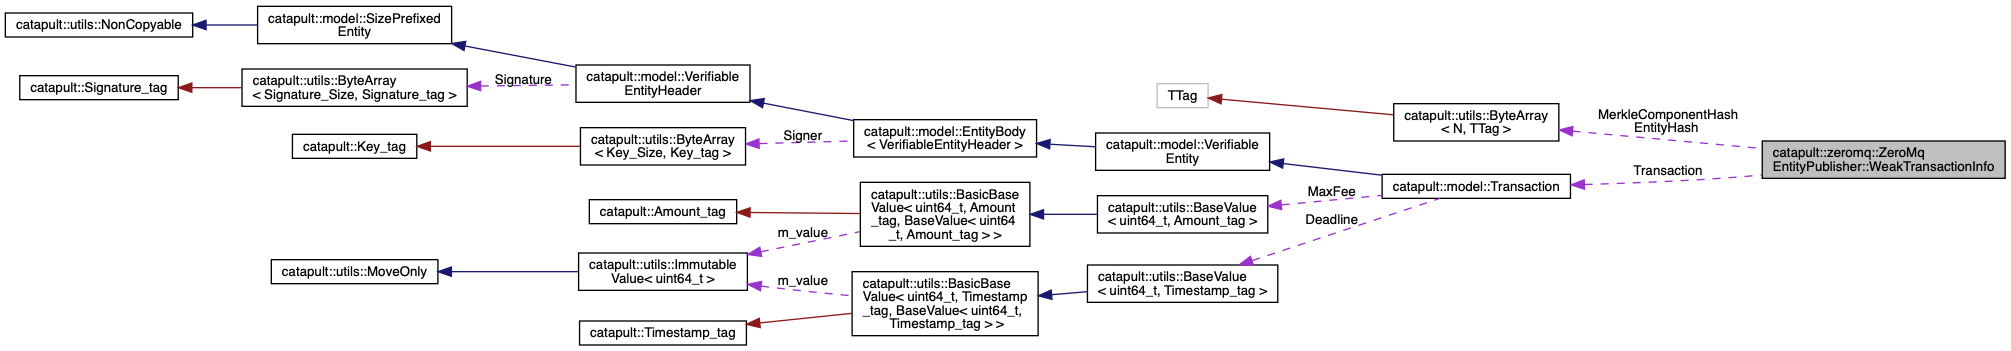 catapult::utils::NonCopyable
catapult::model::SizePrefixed
Entity
catapult::Signature_tag
catapult::utils::ByteArray
< Signature_Size, Signature_tag >
Signature
catapult::model::Verifiable
EntityHeader
catapult::Key_tag
catapult::utils::ByteArray
< Key_Size, Key_tag >
Signer
catapult::model::EntityBody
< VerifiableEntityHeader >
catapult::model::Verifiable
Entity
TTag
catapult::utils::ByteArray
< N, TTag >
MerkleComponentHash
EntityHash
catapult::zeromq::ZeroMq
EntityPublisher::WeakTransactionInfo
Transaction
catapult::model::Transaction
MaxFee
Deadline
catapult::Amount_tag
catapult::utils::BasicBase
Value< uint64_t, Amount
_tag, BaseValue< uint64
_t, Amount_tag > >
catapult::utils::BaseValue
< uint64_t, Amount_tag >
m_value
catapult::utils::MoveOnly
catapult::utils::Immutable
Value< uint64_t >
m_value
catapult::utils::BasicBase
Value< uint64_t, Timestamp
_tag, BaseValue< uint64_t,
Timestamp_tag > >
catapult::utils::BaseValue
< uint64_t, Timestamp_tag >
catapult::Timestamp_tag